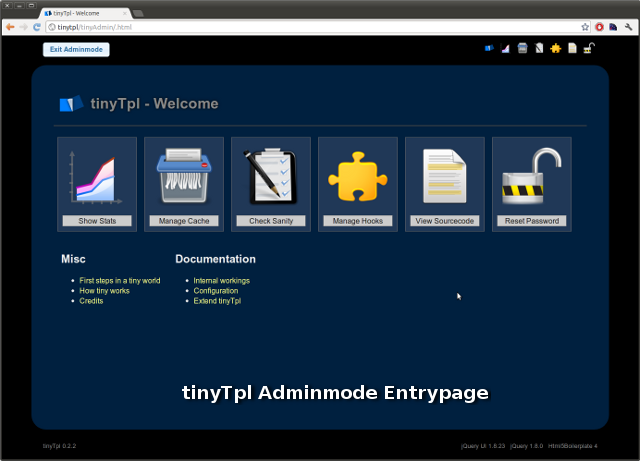 tinyTpl - Welcome
tinytpl/tinyAdmin/.html
Exit Adminmode
tinyTpl - Welcome
Show Stats
Manage Cache
Check Sanity
Manage Hooks
View Sourcecode
Reset Password
Misc
Documentation
First steps in a tiny world
How tiny works
Credits
Internal workings
Configuration
Extend tinyTpl
tinyTpl Adminmode Entrypage
tinyTpl 0.2.2
jQuery UI 1.8.23 jQuery 1.8.0 Html5Boilerplate 4